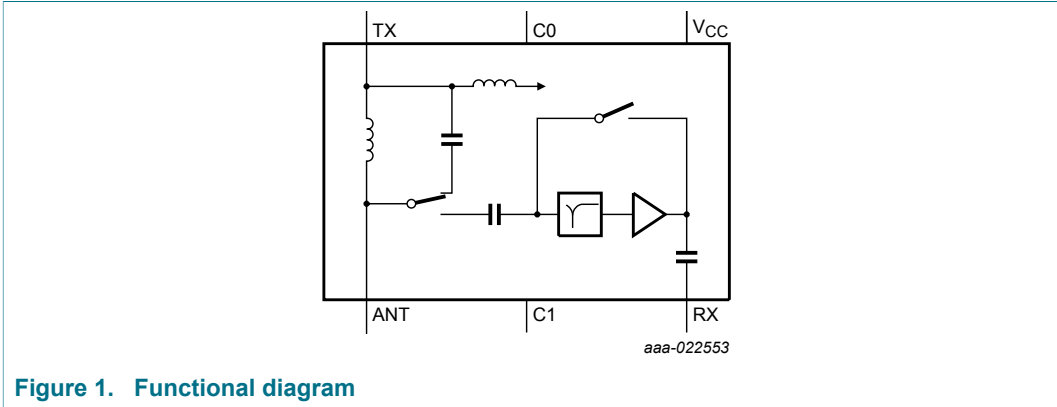 TX
C0
VCC
ANT
C1
RX
aaa-022553
Figure 1. Functional diagram